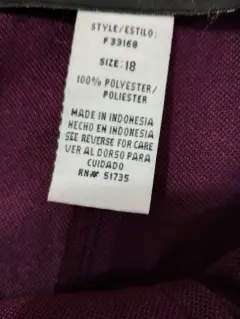 STYLE/ESTILO:
P33168
SIZE: 18
100% POLYESTER/
POLIESTER
MADE IN INDONESIA
HECHO EN INDONESIA
SEE REVERSE FOR CARE
VER AL DORSO PARA
CUIDADO
RN# 51735